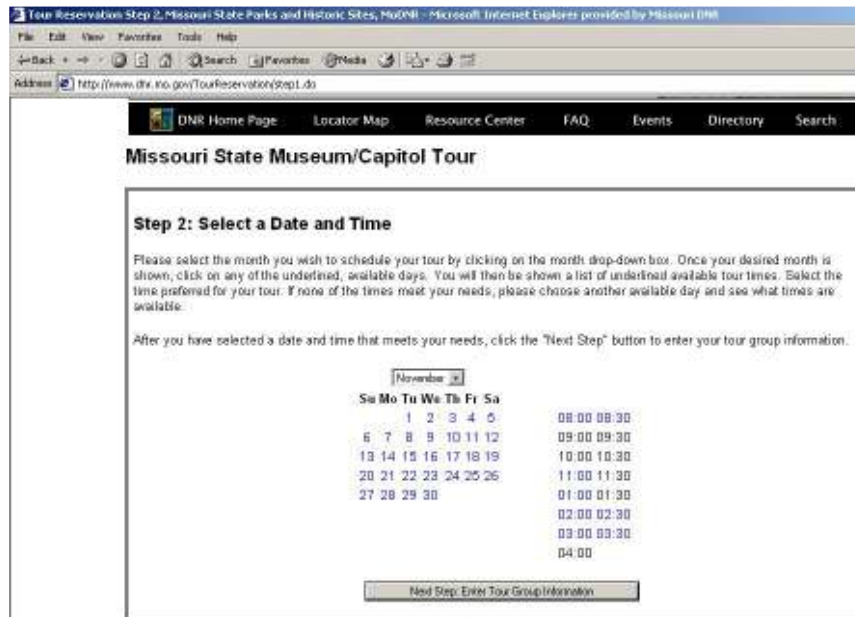 Tour Reservation Step 2, Missouri State Parks and Historic Sites, MoDNR - Microsoft Internet Explorer provided by Missouri DNR
File Edit View Favorites Tools Help
Back Search Favorites Media
Address http://www.dnr.mo.gov/TourReservation/step1.do
DNR Home Page Locator Map Resource Center FAQ Events Directory Search
Missouri State Museum/Capitol Tour
Step 2: Select a Date and Time
Please select the month you wish to schedule your tour by clicking on the month drop-down box. Once your desired month is
shown, click on any of the underlined, available days. You will then be shown a list of underlined available tour times. Select the
time preferred for your tour. If none of the times meet your needs, please choose another available day and see what times are
available.
After you have selected a date and time that meets your needs, click the "Next Step" button to enter your tour group information.
November
Su Mo Tu We Th Fr Sa
1 2 3 4 5
6 7 8 9 10 11 12
13 14 15 16 17 18 19
20 21 22 23 24 25 26
27 28 29 30
08:00 08:30
09:00 09:30
10:00 10:30
11:00 11:30
01:00 01:30
02:00 02:30
03:00 03:30
04:00
Next Step: Enter Tour Group Information